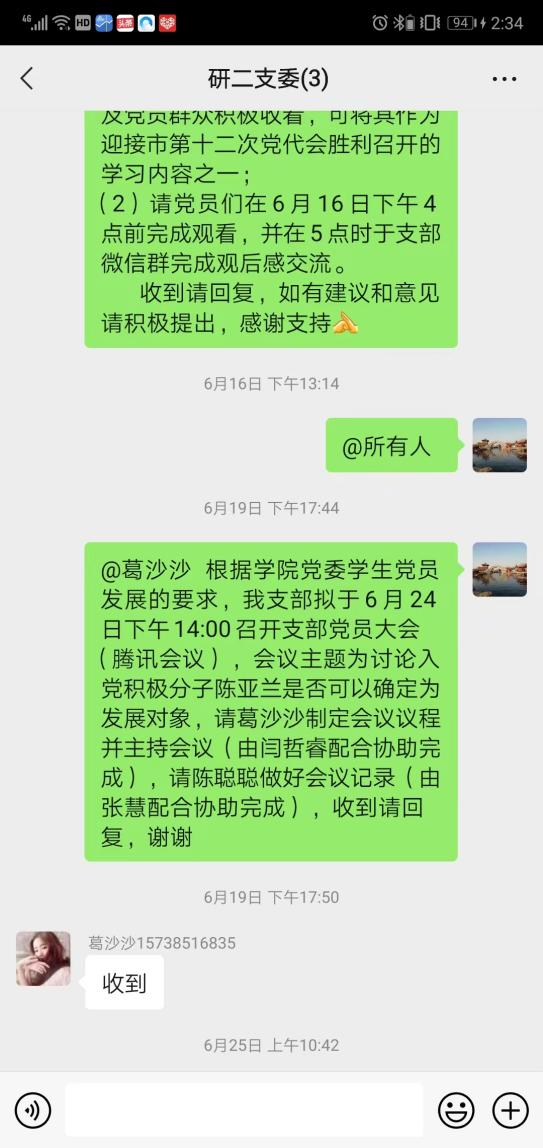 4G HD 头条 94 2:34
研二支委(3)
及党员群众积极收看，可将其作为
迎接市第十二次党代会胜利召开的
学习内容之一；
（2）请党员们在6月16日下午4
点前完成观看，并在5点时于支部
微信群完成观后感交流。
收到请回复，如有建议和意见
请积极提出，感谢支持
6月16日 下午13:14
@所有人
6月19日 下午17:44
@葛沙沙 根据学院党委学生党员
发展的要求，我支部拟于6月24
日下午14:00召开支部党员大会
（腾讯会议），会议主题为讨论入
党积极分子陈亚兰是否可以确定为
发展对象，请葛沙沙制定会议议程
并主持会议（由闫哲睿配合协助完
成），请陈聪聪做好会议记录（由
张慧配合协助完成），收到请回
复，谢谢
6月19日 下午17:50
葛沙沙15738516835
收到
6月25日 上午10:42